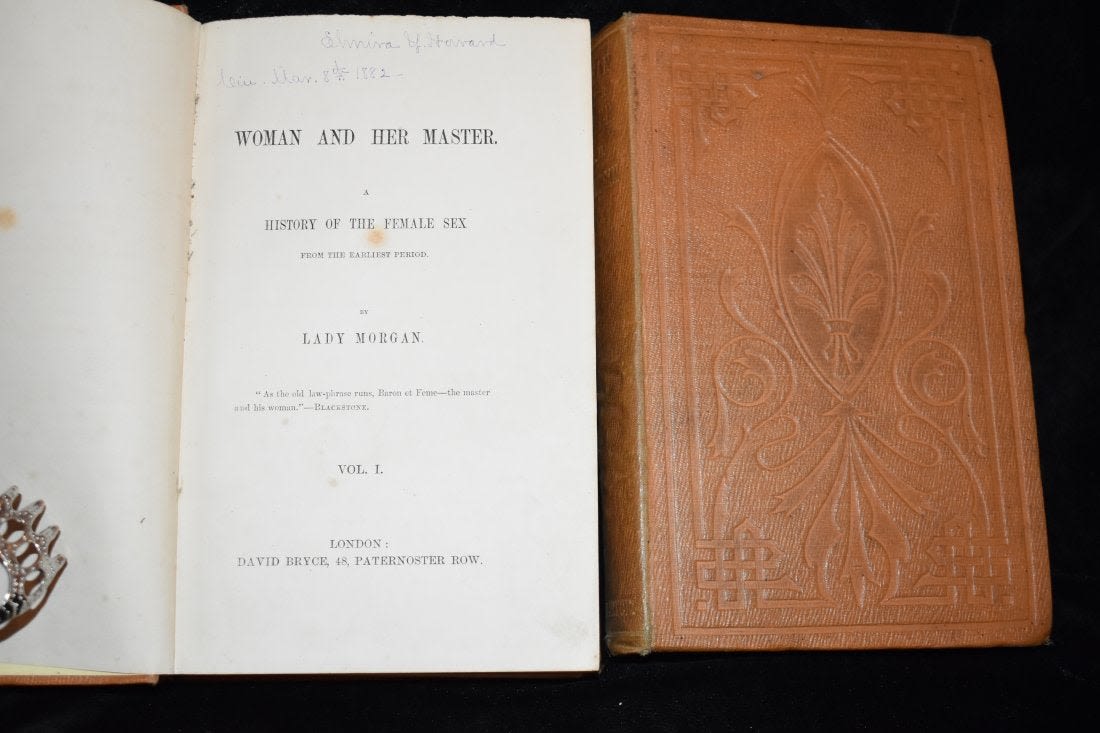 Elmira Y. Howard
Cin. Mar. 8th 1882 -
WOMAN AND HER MASTER.
A
HISTORY OF THE FEMALE SEX
FROM THE EARLIEST PERIOD.
BY
LADY MORGAN.
"As the old law-phrase runs, Baron et Feme—the master
and his woman."—BLACKSTONE.
VOL. I.
LONDON:
DAVID BRYCE, 48, PATERNOSTER ROW.